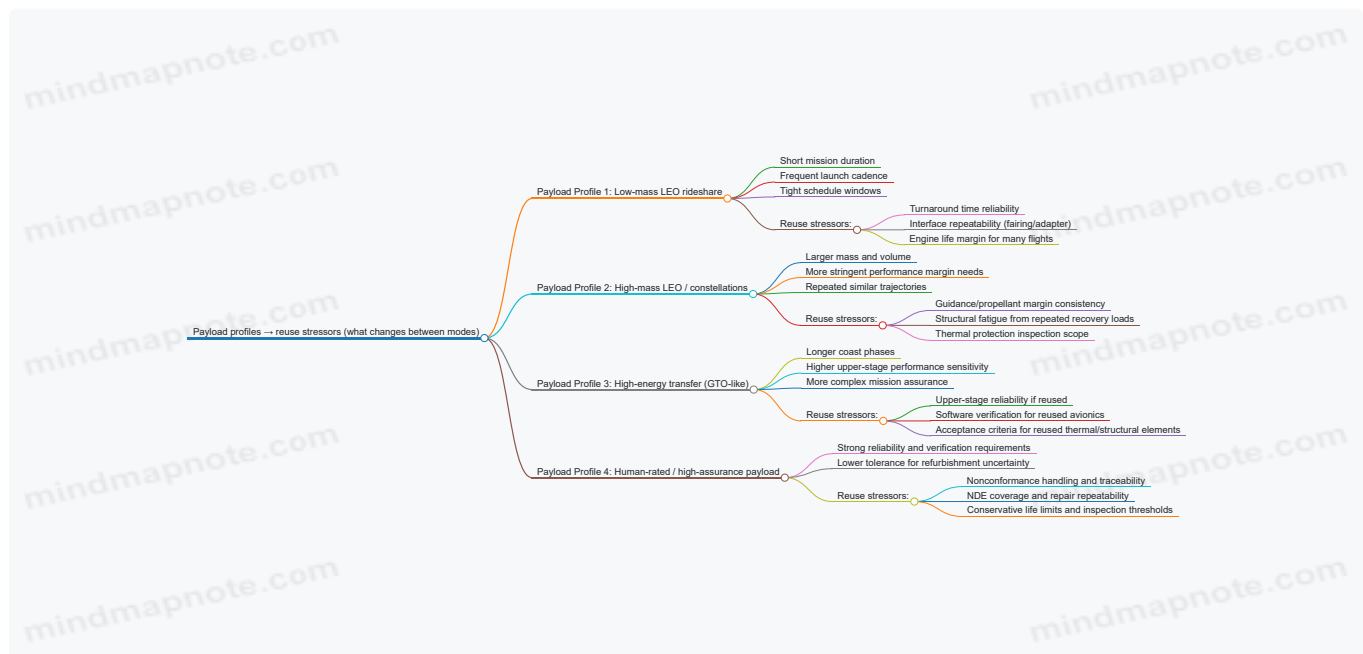 mindmapnote.com
mindmapnote.com
mindmapnote.com
mindmapnote.com
mindmapnote.com
mindmapnote.com
mindmapnote.com
mindmapnote.com
mindmapnote.com
mindmapnote.com
Payload profiles → reuse stressors (what changes between modes)
Payload Profile 1: Low-mass LEO rideshare
Short mission duration
Frequent launch cadence
Tight schedule windows
Reuse stressors:
Turnaround time reliability
Interface repeatability (fairing/adapter)
Engine life margin for many flights
Payload Profile 2: High-mass LEO / constellations
Larger mass and volume
More stringent performance margin needs
Repeated similar trajectories
Reuse stressors:
Guidance/propellant margin consistency
Structural fatigue from repeated recovery loads
Thermal protection inspection scope
Payload Profile 3: High-energy transfer (GTO-like)
Longer coast phases
Higher upper-stage performance sensitivity
More complex mission assurance
Reuse stressors:
Upper-stage reliability if reused
Software verification for reused avionics
Acceptance criteria for reused thermal/structural elements
Payload Profile 4: Human-rated / high-assurance payload
Strong reliability and verification requirements
Lower tolerance for refurbishment uncertainty
Reuse stressors:
Nonconformance handling and traceability
NDE coverage and repair repeatability
Conservative life limits and inspection thresholds